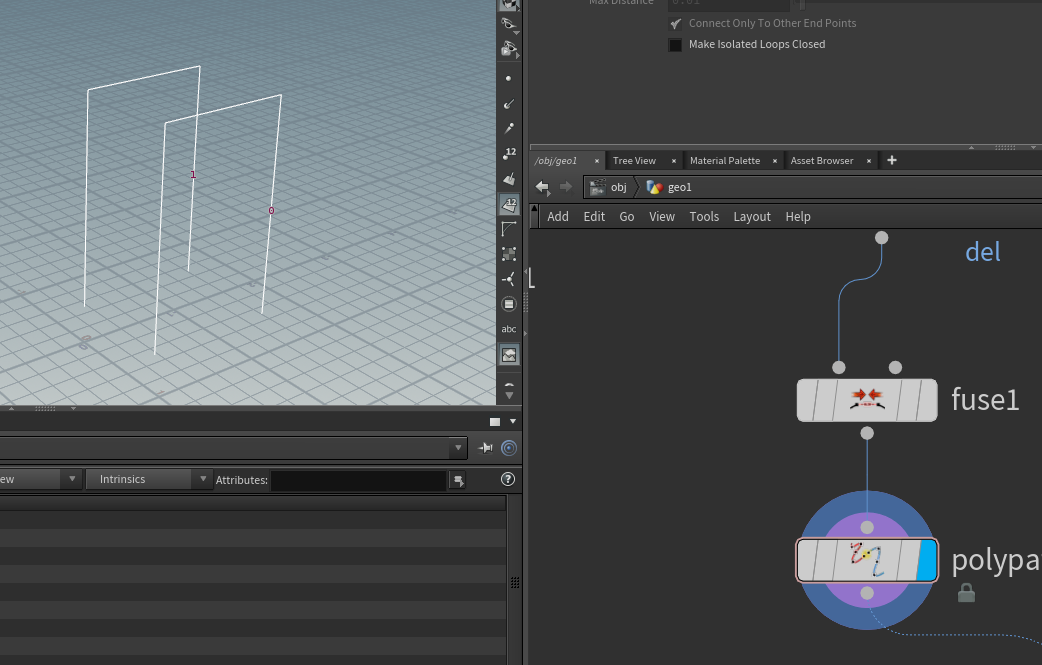 Max Distance 0.01
Connect Only To Other End Points
Make Isolated Loops Closed
/obj/geo1 × Tree View × Material Palette × Asset Browser × +
obj geo1
Add Edit Go View Tools Layout Help
del
fuse1
polypa
1
0
12
12
abc
ew
Intrinsics
Attributes:
?